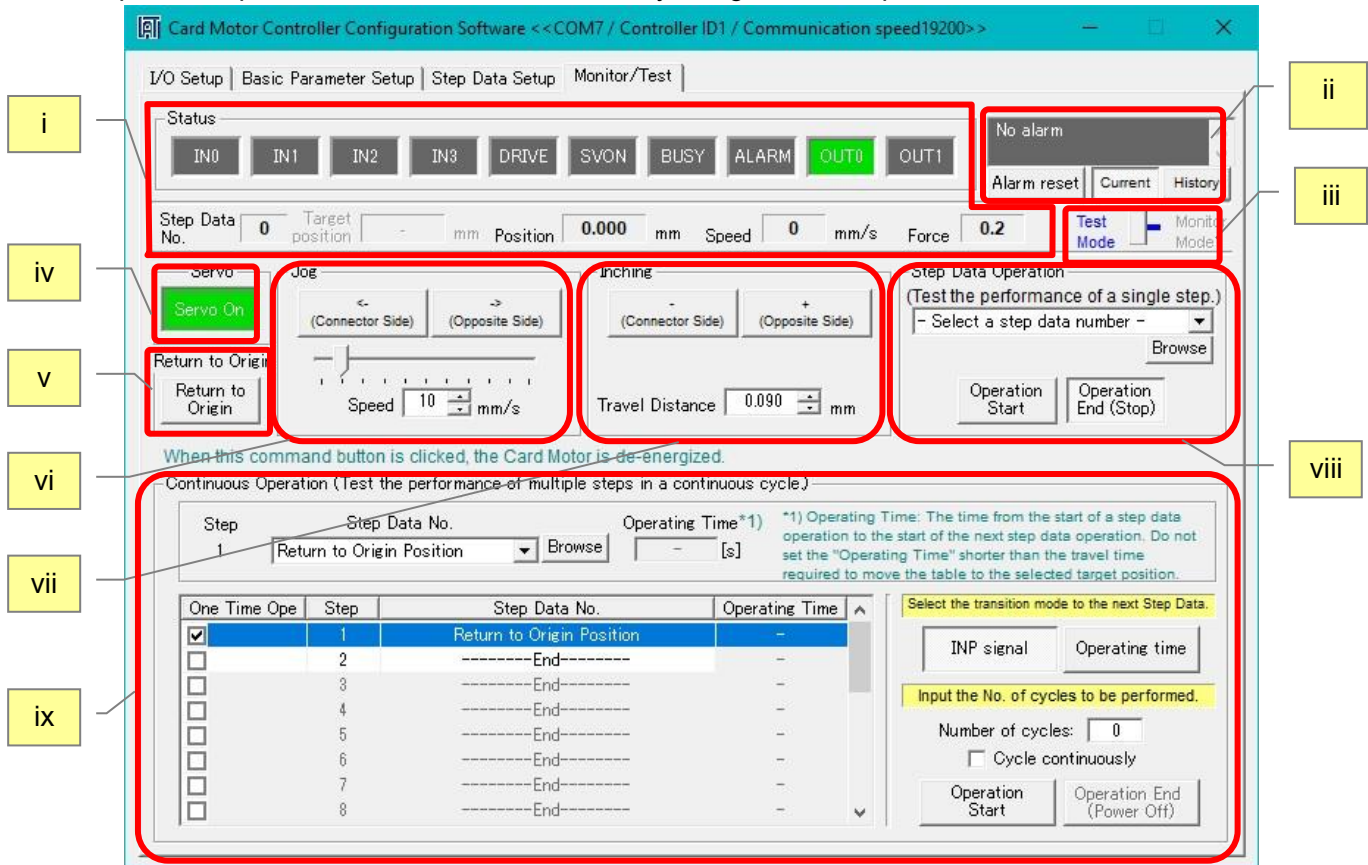 Card Motor Controller Configuration Software <<COM7 / Controller ID1 / Communication speed19200>>
I/O Setup Basic Parameter Setup Step Data Setup Monitor/Test
i
ii
Status
No alarm
IN0 IN1 IN2 IN3 DRIVE SVON BUSY ALARM OUT0 OUT1
Alarm reset Current History
iii
Step Data No. 0 Target position - mm Position 0.000 mm Speed 0 mm/s Force 0.2
Test Mode Monitor Mode
iv
Servo
Servo On
Jog
<-
(Connector Side)
->
(Opposite Side)
Speed 10 mm/s
Inching
-
(Connector Side)
+
(Opposite Side)
Travel Distance 0.090 mm
Step Data Operation
(Test the performance of a single step.)
- Select a step data number -
Browse
Operation Start
Operation End (Stop)
v
Return to Origin
Return to Origin
vi
viii
When this command button is clicked, the Card Motor is de-energized.
Continuous Operation (Test the performance of multiple steps in a continuous cycle.)
Step Step Data No. Operating Time*1)
1 Return to Origin Position Browse - [s]
*1) Operating Time: The time from the start of a step data
operation to the start of the next step data operation. Do not
set the "Operating Time" shorter than the travel time
required to move the table to the selected target position.
vii
One Time Ope Step Step Data No. Operating Time
1 Return to Origin Position -
2 --------End-------- -
3 --------End-------- -
4 --------End-------- -
5 --------End-------- -
6 --------End-------- -
7 --------End-------- -
8 --------End-------- -
Select the transition mode to the next Step Data.
INP signal Operating time
ix
Input the No. of cycles to be performed.
Number of cycles: 0
Cycle continuously
Operation Start
Operation End (Power Off)